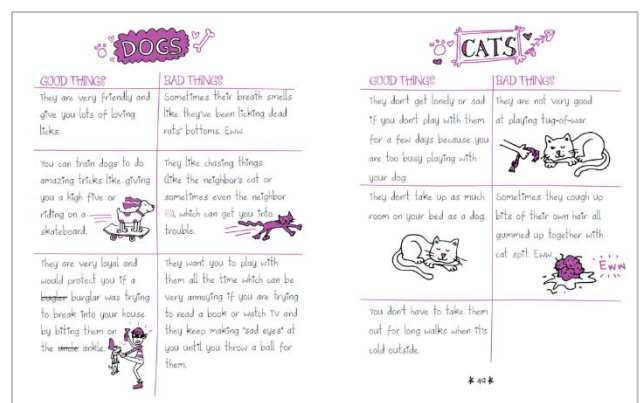 DOGS
GOOD THINGS
They are very friendly and
give you lots of loving
licks.
BAD THINGS
Sometimes their breath smells
like they've been licking dead
rats' bottoms. Eww.
You can train dogs to do
amazing tricks like giving
you a high five or
riding on a
skateboard.
They like chasing things
(like the neighbor's cat or
sometimes even the neighbor
), which can get you into
trouble.
They are very loyal and
would protect you if a
bugler burglar was trying
to break into your house
by biting them on
the uncle ankle.
They want you to play with
them all the time which can be
very annoying if you are trying
to read a book or watch TV and
they keep making "sad eyes" at
you until you throw a ball for
them.
CATS
GOOD THINGS
They don't get lonely or sad
if you don't play with them
for a few days because you
are too busy playing with
your dog.
BAD THINGS
They are not very good
at playing tug-of-war.
They don't take up as much
room on your bed as a dog.
Sometimes they cough up
bits of their own hair all
gummed up together with
cat spit. Eww.
EWW
You don't have to take them
out for long walks when it's
cold outside.
* 49 *